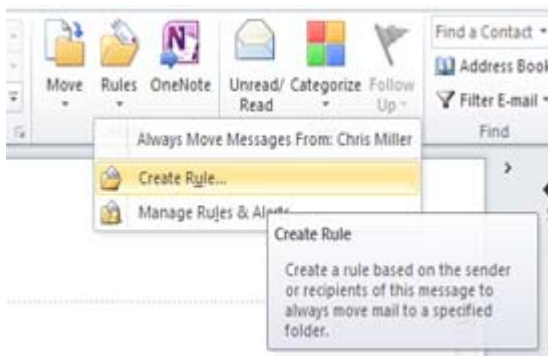 Move
Rules
OneNote
Unread/
Read
Categorize
Follow
Up
Find a Contact
Address Book
Filter E-mail
Find
Always Move Messages From: Chris Miller
Create Rule...
Manage Rules & Alerts
Create Rule
Create a rule based on the sender
or recipients of this message to
always move mail to a specified
folder.